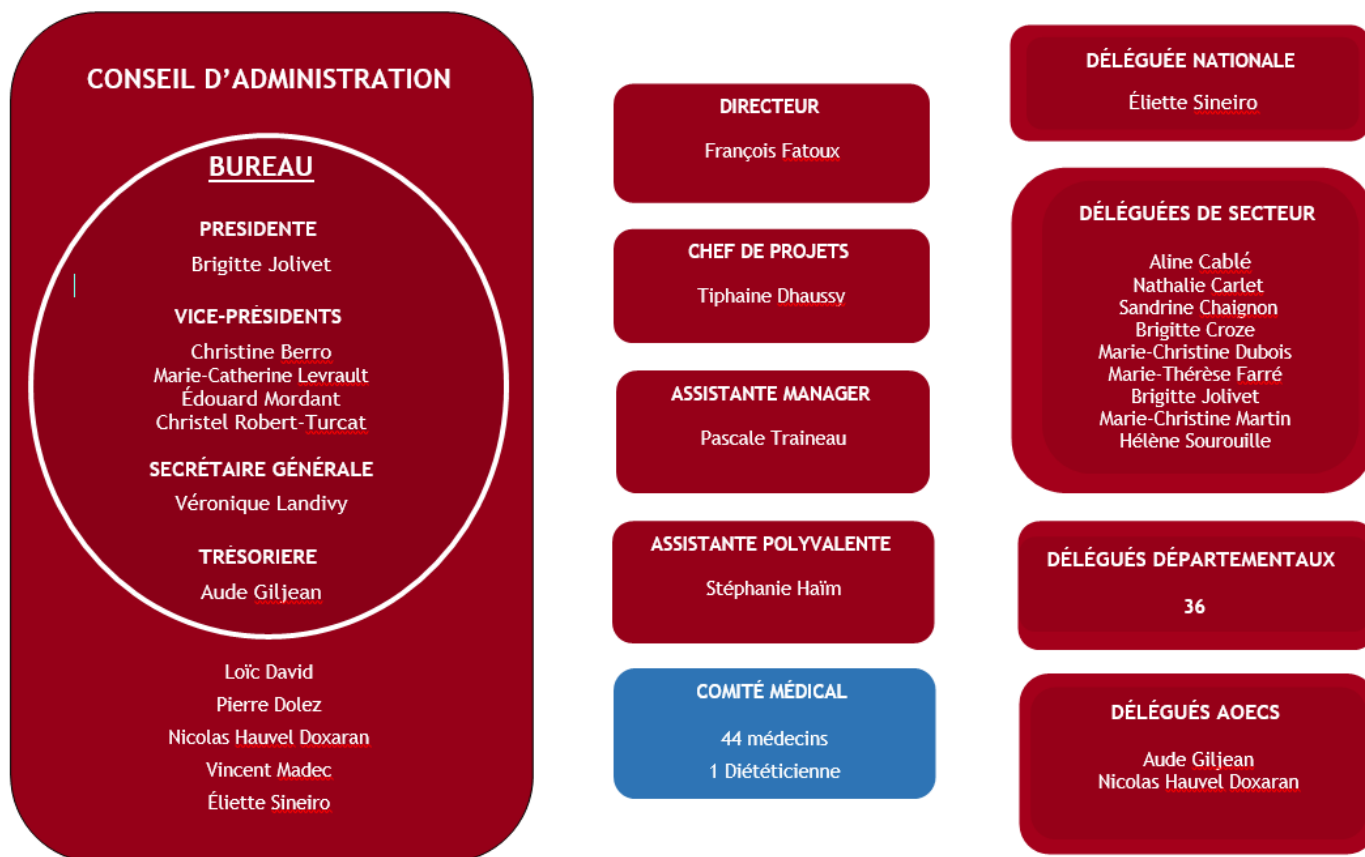 CONSEIL D’ADMINISTRATION
BUREAU
PRESIDENTE
Brigitte Jolivet
VICE-PRÉSIDENTS
Christine Berro
Marie-Catherine Levrault
Édouard Mordant
Christel Robert-Turcat
SECRÉTAIRE GÉNÉRALE
Véronique Landivy
TRÉSORIERE
Aude Giljean
Loïc David
Pierre Dolez
Nicolas Hauvel Doxaran
Vincent Madec
Éliette Sineiro
DIRECTEUR
François Fatoux
CHEF DE PROJETS
Tiphaine Dhaussy
ASSISTANTE MANAGER
Pascale Traineau
ASSISTANTE POLYVALENTE
Stéphanie Haïm
COMITÉ MÉDICAL
44 médecins
1 Diététicienne
DÉLÉGUÉE NATIONALE
Éliette Sineiro
DÉLÉGUÉES DE SECTEUR
Aline Cablé
Nathalie Carlet
Sandrine Chaignon
Brigitte Croze
Marie-Christine Dubois
Marie-Thérèse Farré
Brigitte Jolivet
Marie-Christine Martin
Hélène Sourouille
DÉLÉGUÉS DÉPARTEMENTAUX
36
DÉLÉGUÉS AOECS
Aude Giljean
Nicolas Hauvel Doxaran